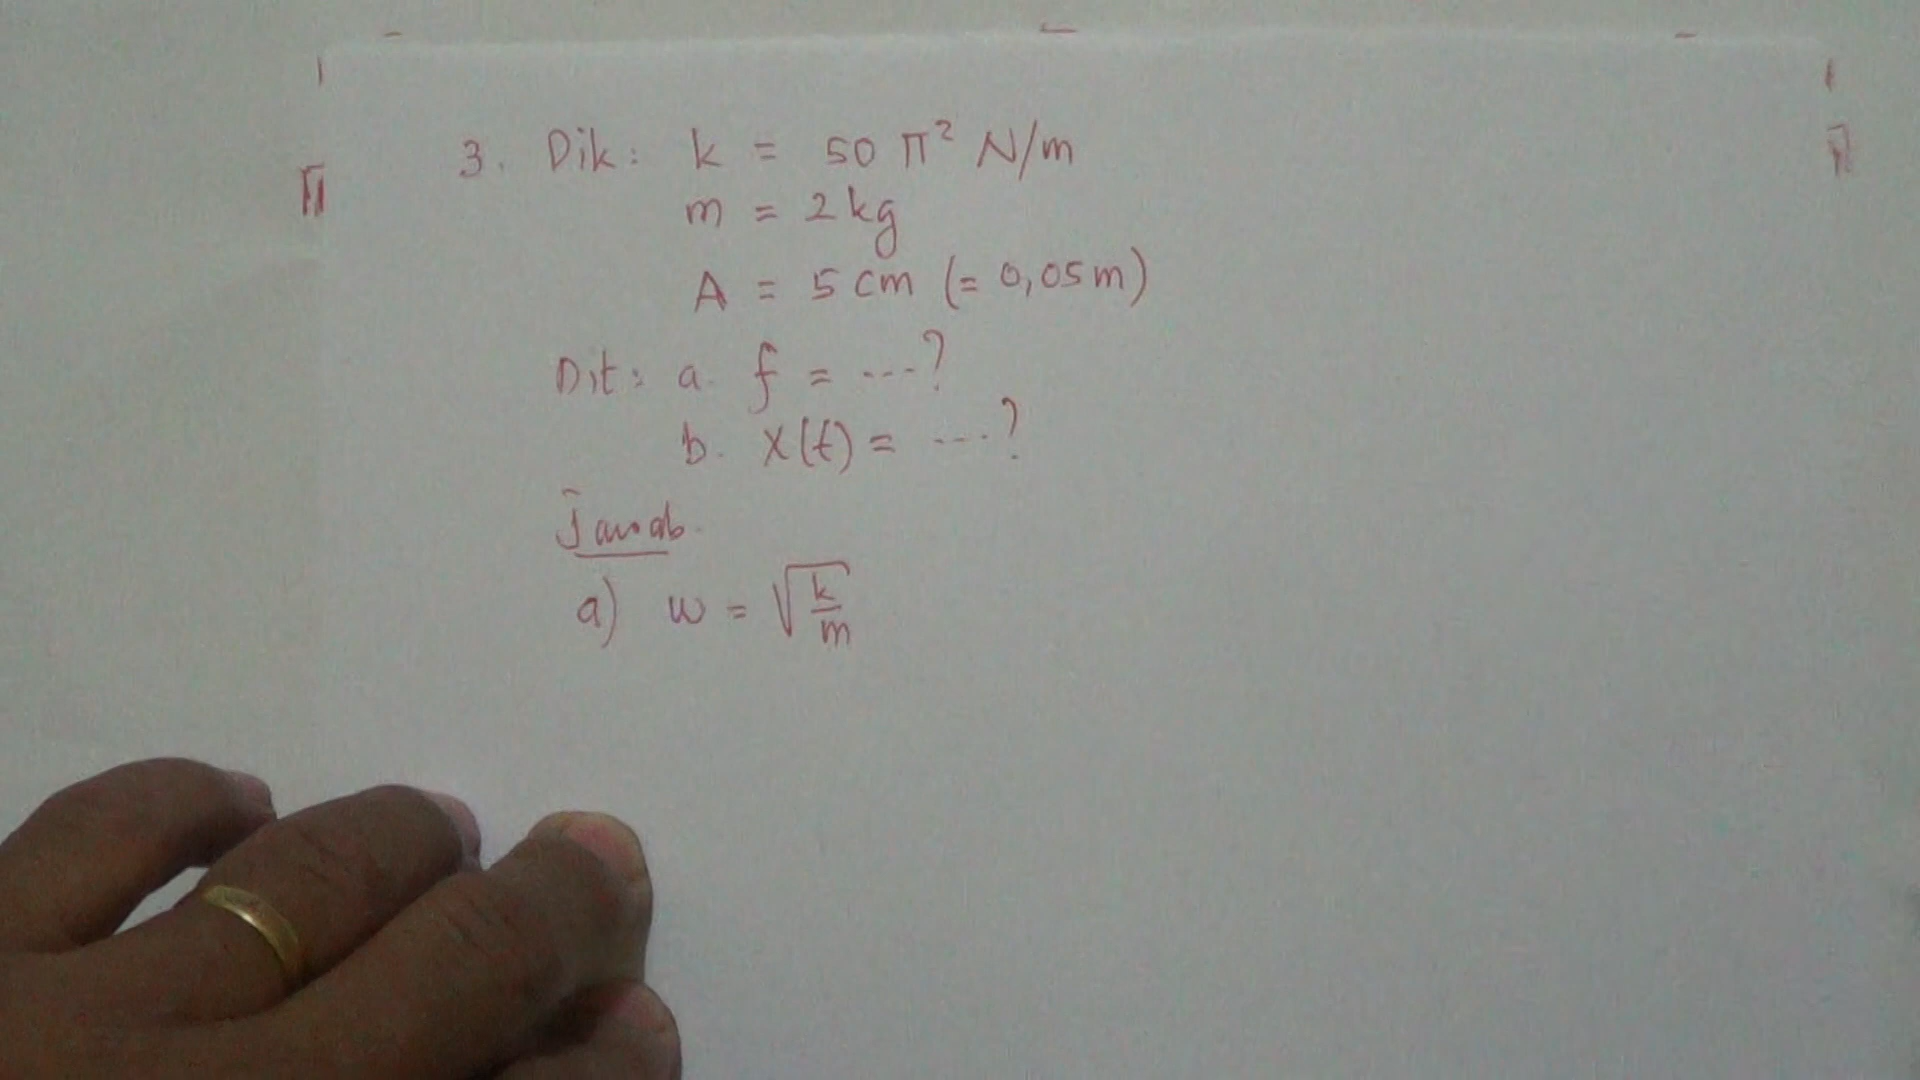 3. Dik: k = 50 π² N/m
m = 2 kg
A = 5 cm (= 0,05 m)
Dit: a. f = ....?
b. x(t) = ....?
Jawab.
a) ω = √(k/m)